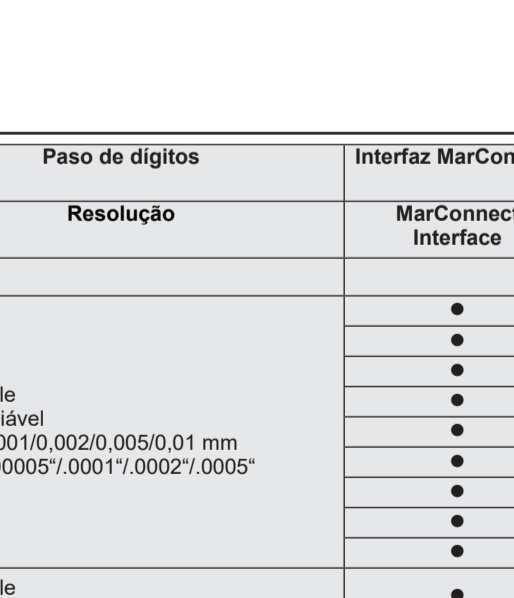 Paso de dígitos
Interfaz MarCon
Resolução
MarConnect
Interface
le
iável
001/0,002/0,005/0,01 mm
00005“/.0001“/.0002“/.0005“
le